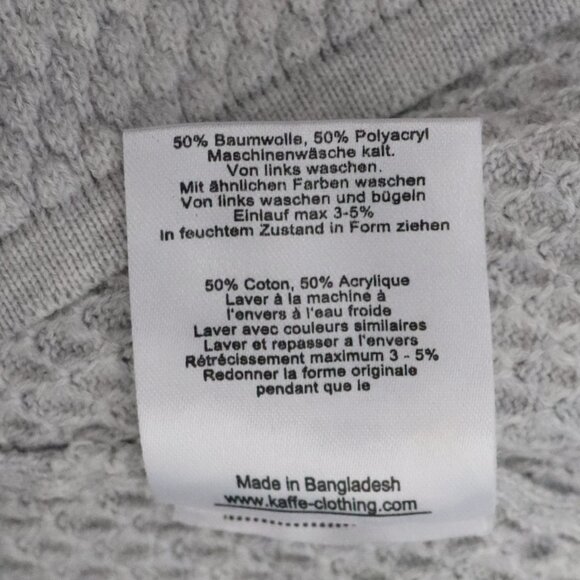 50% Baumwolle, 50% Polyacryl
Maschinenwäsche kalt.
Von links waschen.
Mit ähnlichen Farben waschen
Von links waschen und bügeln
Einlauf max 3-5%
In feuchtem Zustand in Form ziehen
50% Coton, 50% Acrylique
Laver à la machine à
l'envers à l'eau froide
Laver avec couleurs similaires
Laver et repasser a l'envers
Rétrécissement maximum 3 - 5%
Redonner la forme originale
pendant que le
Made in Bangladesh
www.kaffe-clothing.com